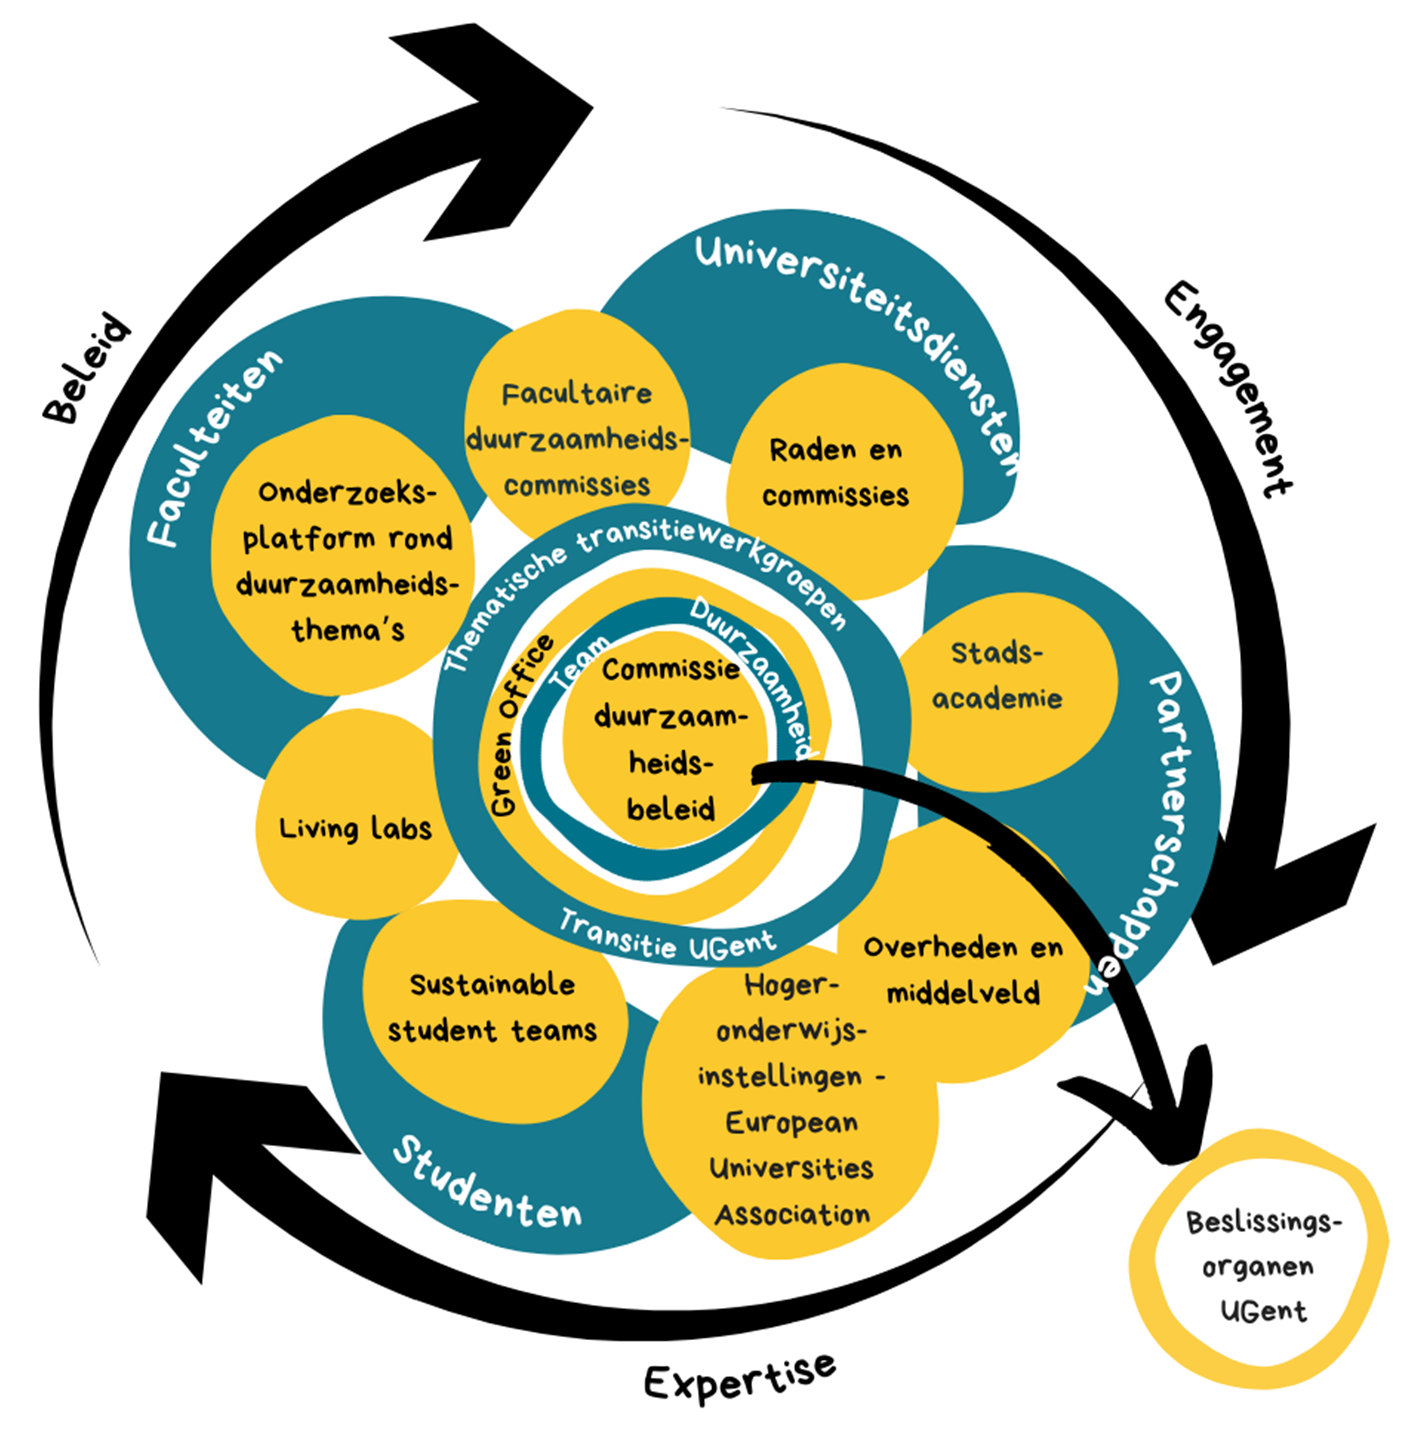 Beleid
Engagement
Expertise
Universiteitsdiensten
Faculteiten
Facultaire
duurzaamheids-
commissies
Raden en
commissies
Onderzoeks-
platform rond
duurzaamheids-
thema's
Thematische transitiewerkgroepen
Green Office
Team Duurzaamheid
Commissie
duurzaam-
heids-
beleid
Stads-
academie
Partnerschappen
Living labs
Transitie UGent
Overheden en
middelveld
Sustainable
student teams
Hoger-
onderwijs-
instellingen -
European
Universities
Association
Studenten
Beslissings-
organen
UGent